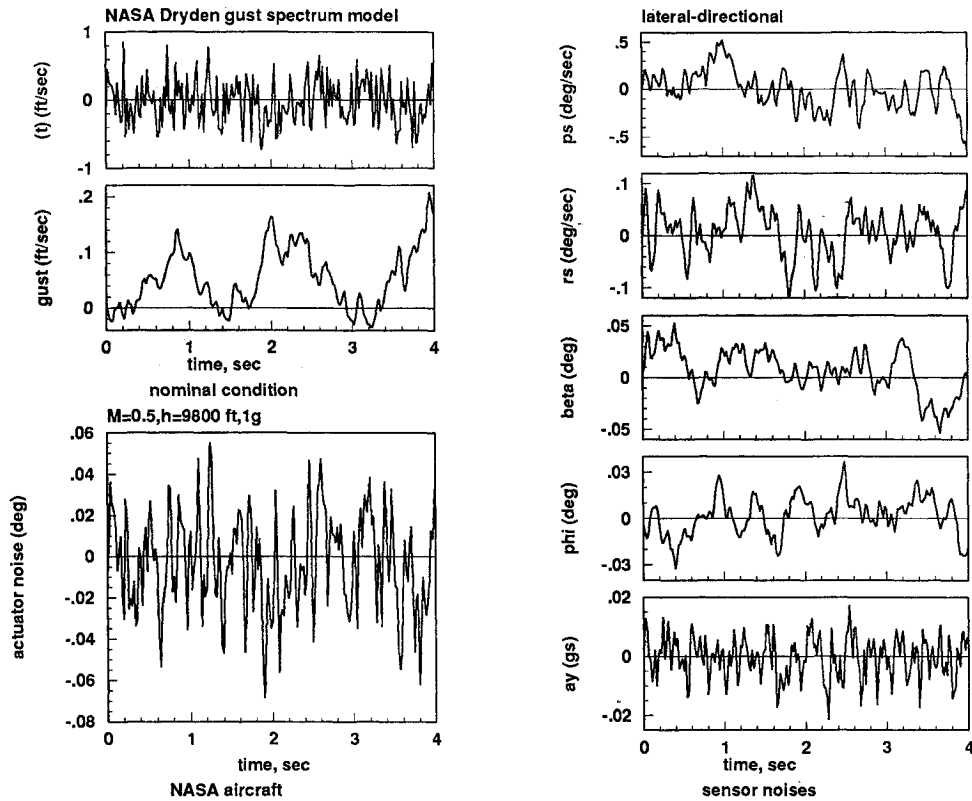 NASA Dryden gust spectrum model
1
0
-1
(t) (ft/sec)
.2
.1
0
gust (ft/sec)
0 1 2 3 4
time, sec
nominal condition
M=0.5,h=9800 ft,1g
.06
.04
.02
0
-.02
-.04
-.06
-.08
actuator noise (deg)
0 1 2 3 4
time, sec
NASA aircraft
lateral-directional
.5
0
-.5
ps (deg/sec)
.1
0
-.1
rs (deg/sec)
.05
0
-.05
beta (deg)
.03
0
-.03
phi (deg)
.02
0
-.02
ay (gs)
0 1 2 3 4
time, sec
sensor noises